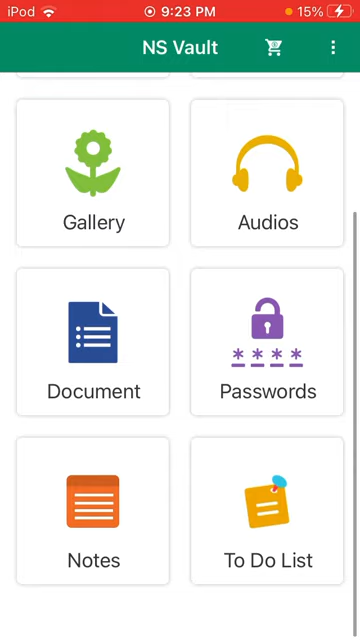 iPod 9:23 PM 15%
NS Vault
Gallery Audios
Document Passwords
Notes To Do List